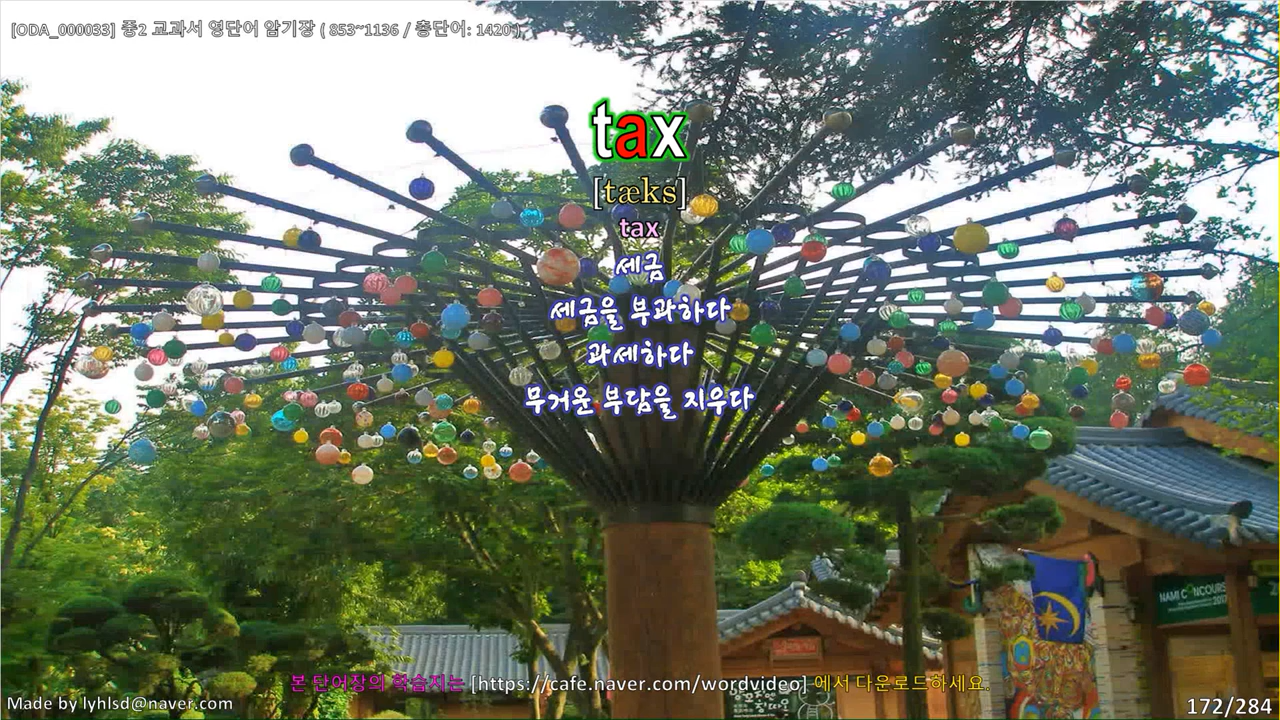 [ODA_000033] 중2 교과서 영단어 암기장 ( 853~1136 / 총단어: 1420 )
tax
[tæks]
tax
세금
세금을 부과하다
과세하다
무거운 부담을 지우다
NAMI CONCOURS
2017
본 단어장의 학습지는 [https://cafe.naver.com/wordvideo] 에서 다운로드하세요.
Made by lyhlsd@naver.com
172/284